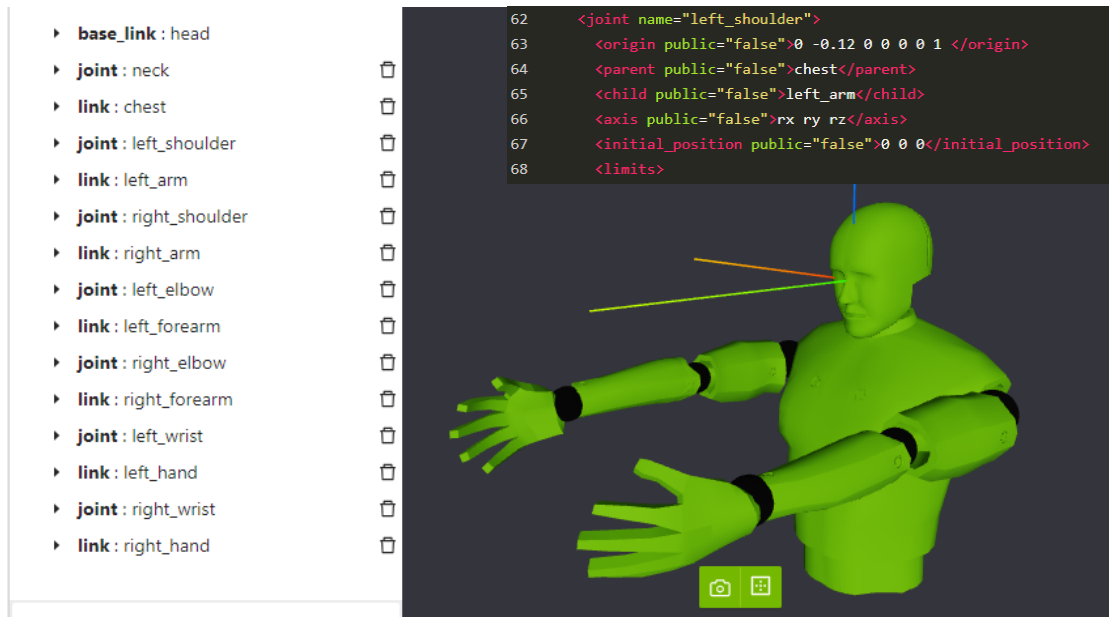 base_link : head
joint : neck
link : chest
joint : left_shoulder
link : left_arm
joint : right_shoulder
link : right_arm
joint : left_elbow
link : left_forearm
joint : right_elbow
link : right_forearm
joint : left_wrist
link : left_hand
joint : right_wrist
link : right_hand
62 <joint name="left_shoulder">
63 <origin public="false">0 -0.12 0 0 0 0 1 </origin>
64 <parent public="false">chest</parent>
65 <child public="false">left_arm</child>
66 <axis public="false">rx ry rz</axis>
67 <initial_position public="false">0 0 0</initial_position>
68 <limits>